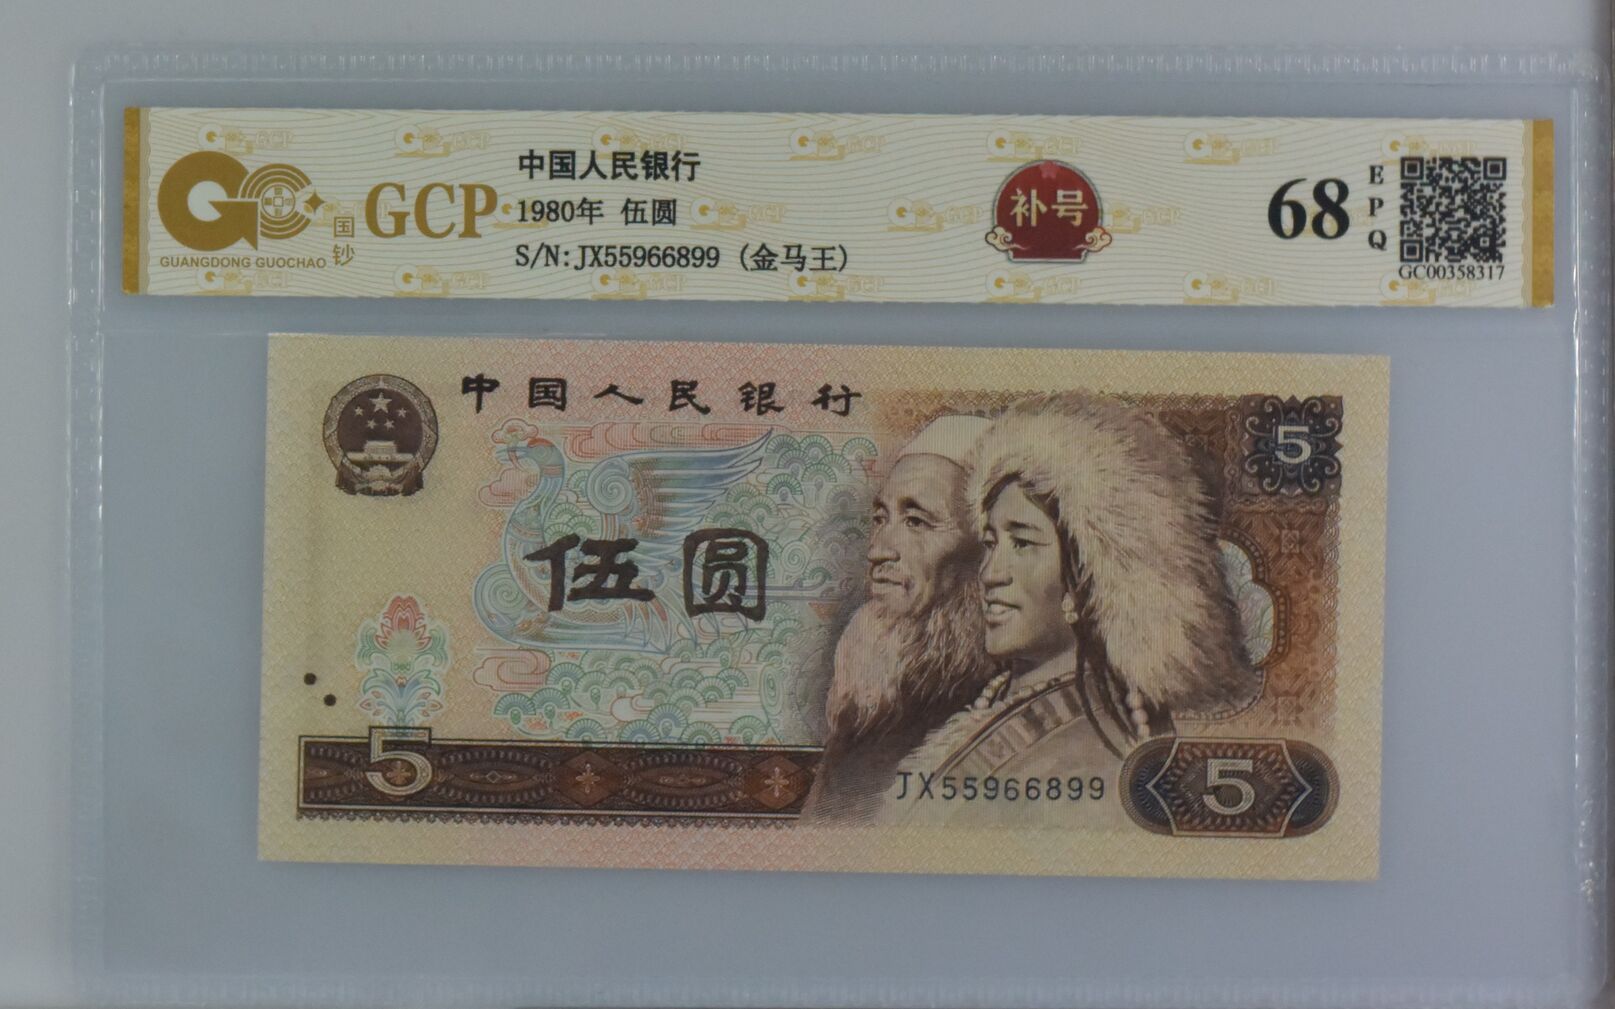 GCP
国钞
GUANGDONG GUOCHAO
中国人民银行
1980年 伍圆
S/N:JX55966899 (金马王)
补号
68
EPQ
GC00358317
中国人民银行
5
伍圆
5
JX55966899
5